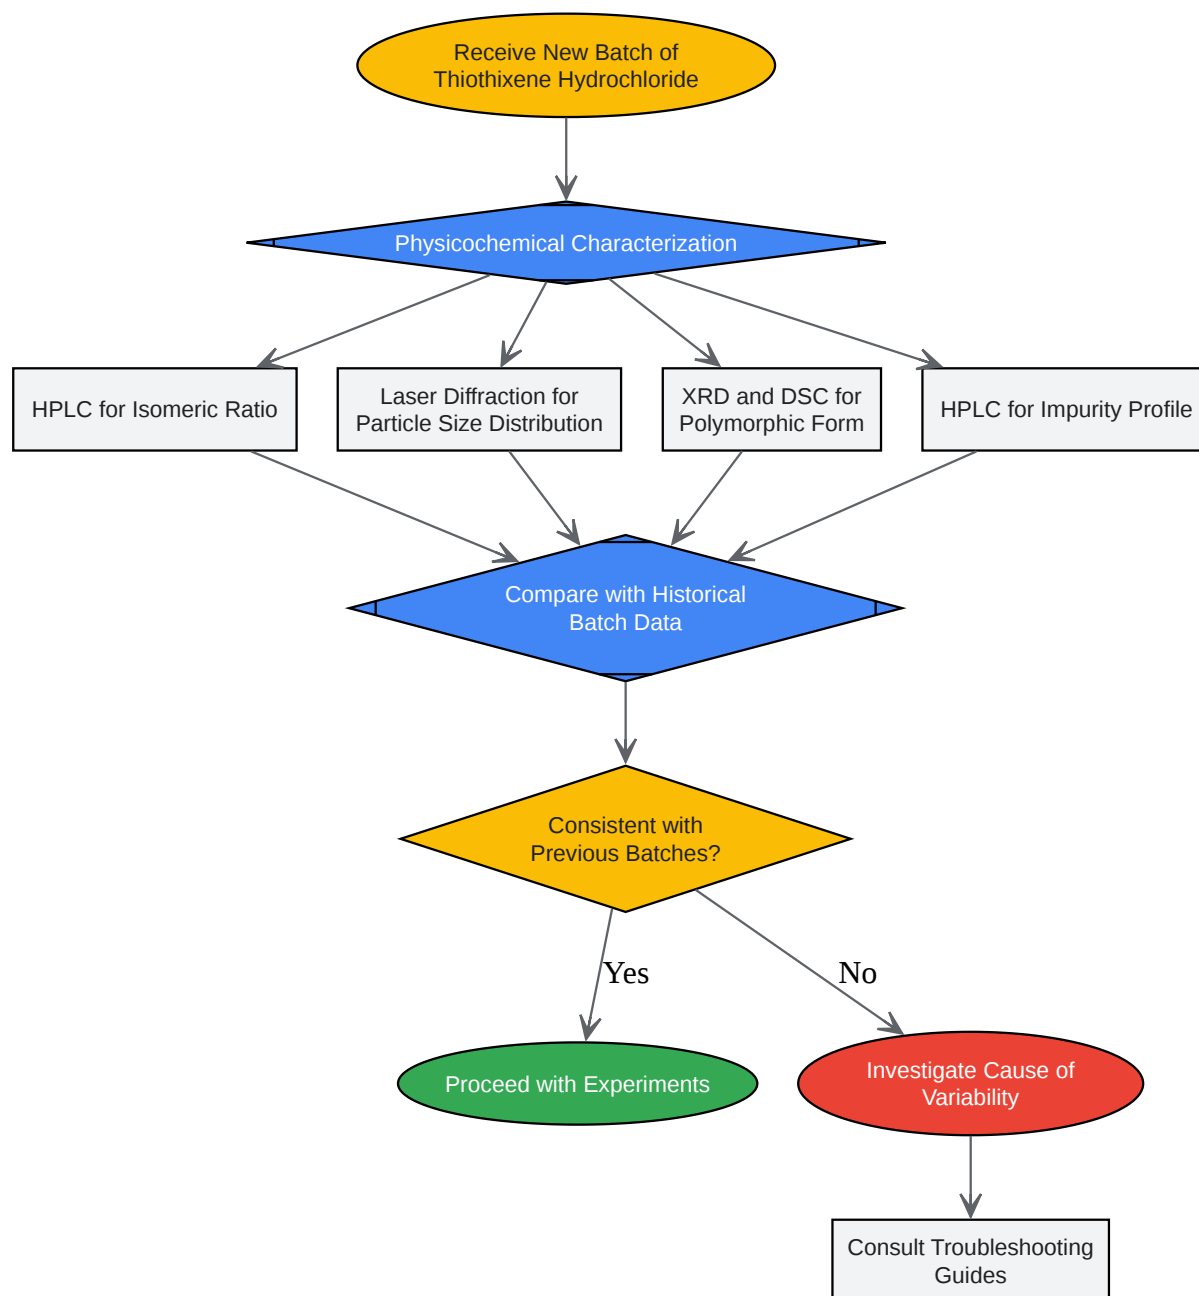 Receive New Batch of
Thiothixene Hydrochloride
Physicochemical Characterization
HPLC for Isomeric Ratio
Laser Diffraction for
Particle Size Distribution
XRD and DSC for
Polymorphic Form
HPLC for Impurity Profile
Compare with Historical
Batch Data
Consistent with
Previous Batches?
Yes
No
Proceed with Experiments
Investigate Cause of
Variability
Consult Troubleshooting
Guides